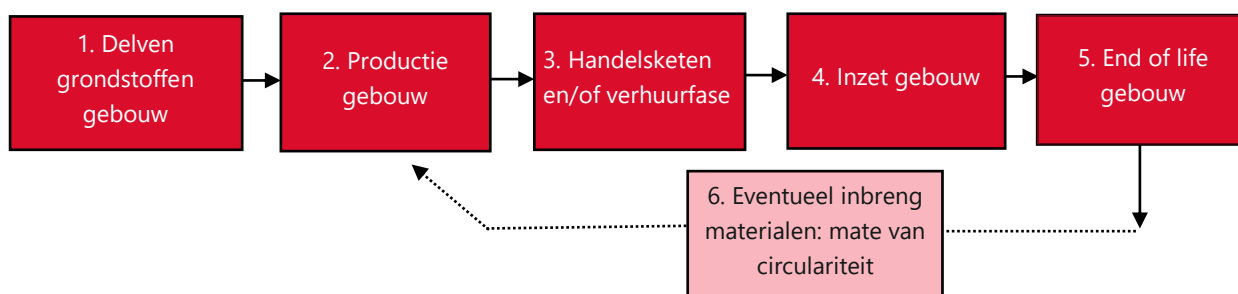 1. Delven
grondstoffen
gebouw
2. Productie
gebouw
3. Handelsketen
en/of verhuurfase
4. Inzet gebouw
5. End of life
gebouw
6. Eventueel inbreng
materialen: mate van
circulariteit